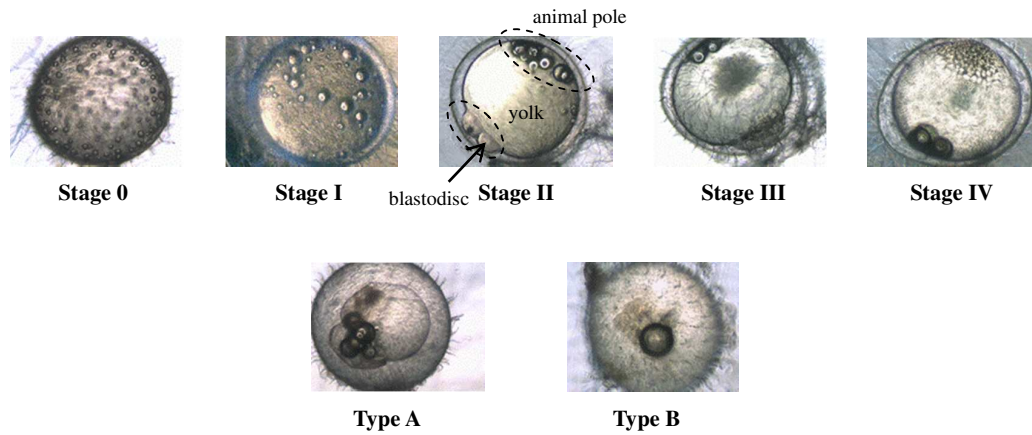 animal pole
yolk
blastodisc
Stage 0
Stage I
Stage II
Stage III
Stage IV
Type A
Type B